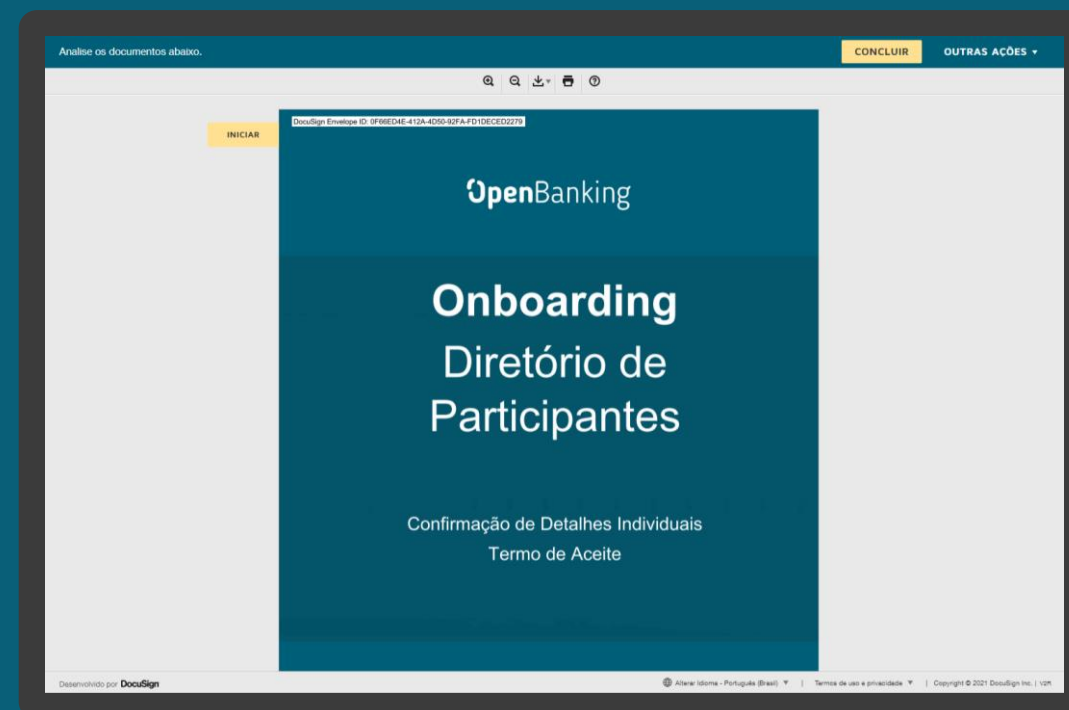 Analise os documentos abaixo.
CONCLUIR
OUTRAS AÇÕES
INICIAR
DocuSign Envelope ID: 0F66ED4E-412A-4D50-92FA-FD1DECED2279
OpenBanking
Onboarding
Diretório de
Participantes
Confirmação de Detalhes Individuais
Termo de Aceite
Desenvolvido por DocuSign
Alterar Idioma - Português (Brasil)
| Termos de uso e privacidade
| Copyright © 2021 DocuSign Inc. | V2R